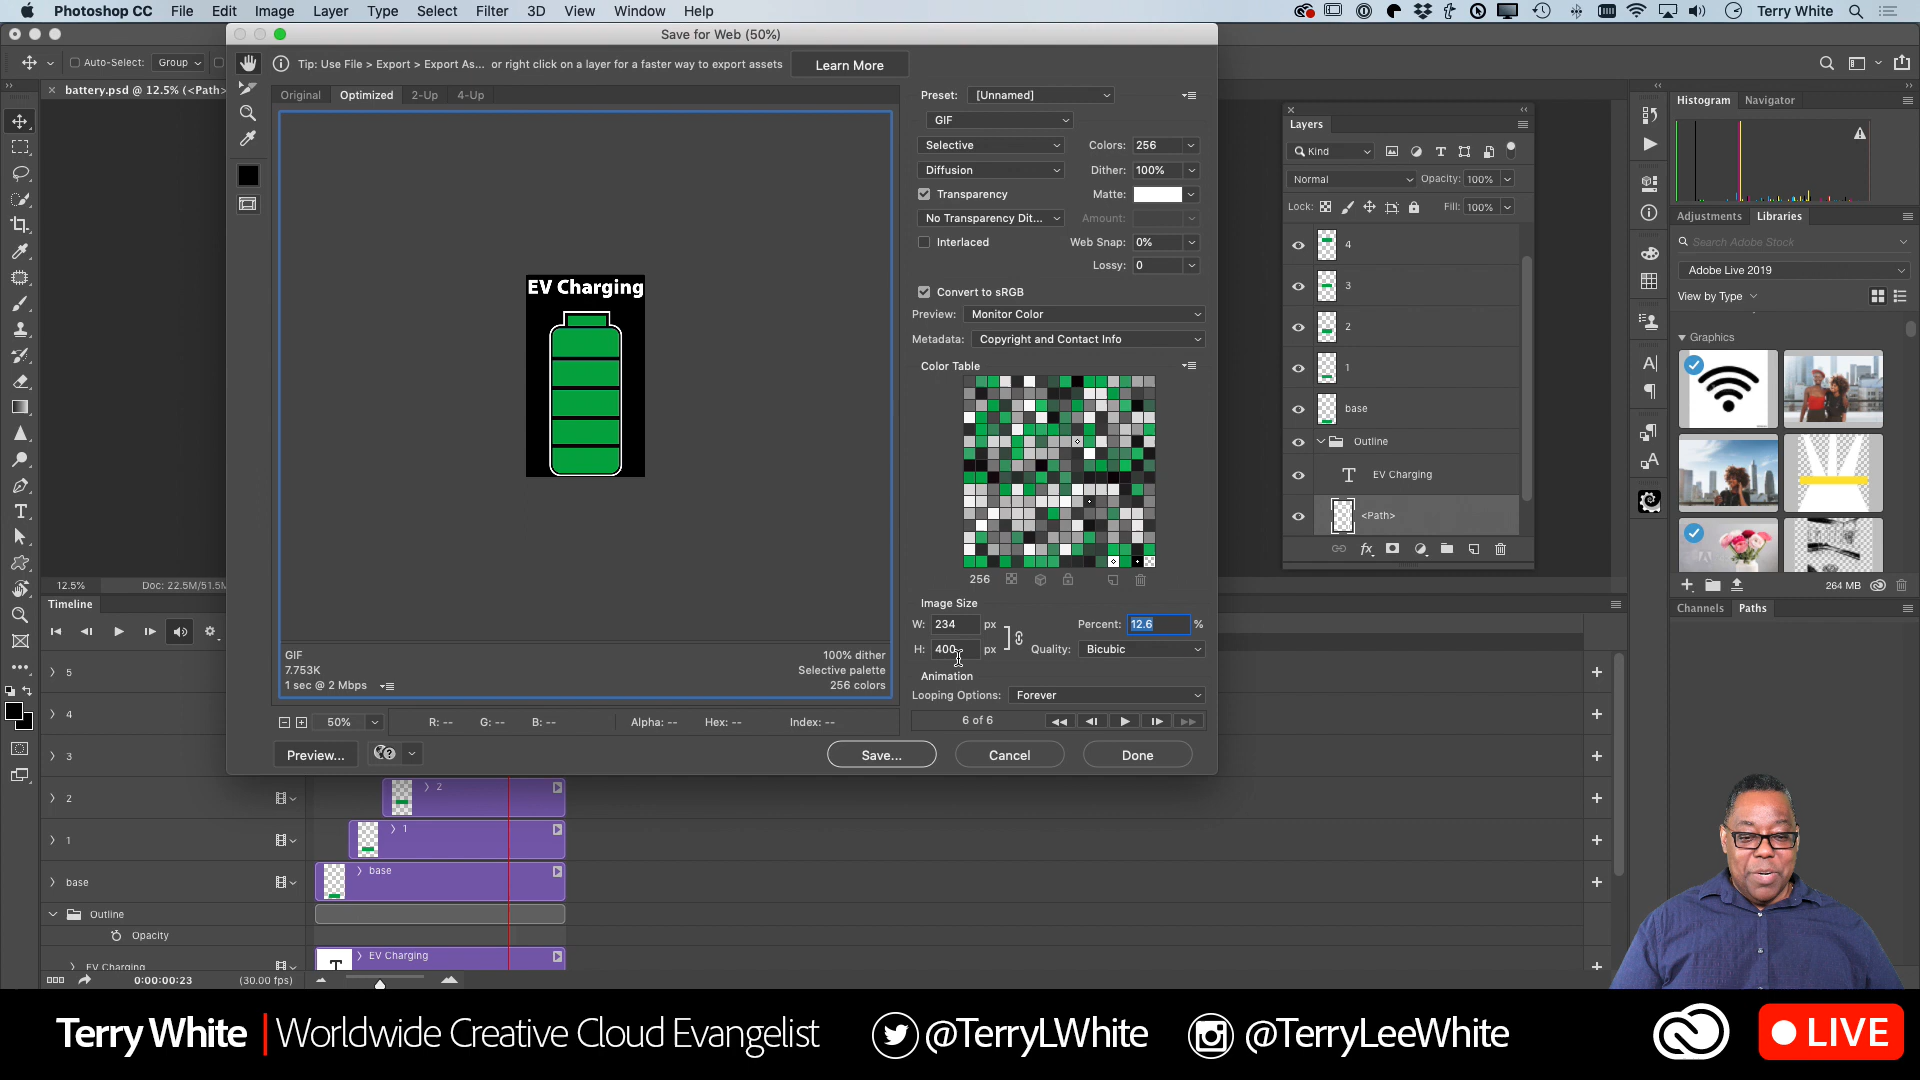 Photoshop CC File Edit Image Layer Type Select Filter 3D View Window Help Terry White
Save for Web (50%)
Auto-Select: Group
Tip: Use File > Export > Export As... or right click on a layer for a faster way to export assets Learn More
battery.psd @ 12.5% (<Path>
Original Optimized 2-Up 4-Up
Preset: [Unnamed]
GIF
Selective Colors: 256
Diffusion Dither: 100%
Transparency Matte:
No Transparency Dit... Amount:
Interlaced Web Snap: 0%
Lossy: 0
Convert to sRGB
Preview: Monitor Color
Metadata: Copyright and Contact Info
Color Table
256
EV Charging
Image Size
W: 234 px Percent: 12.6 %
H: 400 px Quality: Bicubic
Animation
Looping Options: Forever
6 of 6
GIF 100% dither
7.753K Selective palette
1 sec @ 2 Mbps 256 colors
50% R: -- G: -- B: -- Alpha: -- Hex: -- Index: --
Preview... Save... Cancel Done
Layers
Kind
Normal Opacity: 100%
Lock: Fill: 100%
4
3
2
1
base
Outline
T EV Charging
<Path>
fx
Histogram Navigator
Adjustments Libraries
Search Adobe Stock
Adobe Live 2019
View by Type
Graphics
264 MB
Channels Paths
12.5% Doc: 22.5M/51.5M
Timeline
5
4
3
2 2
1 1
base base
Outline
Opacity
EV Charging T EV Charging
0:00:00:23 (30.00 fps)
Terry White | Worldwide Creative Cloud Evangelist @TerryLWhite @TerryLeeWhite LIVE